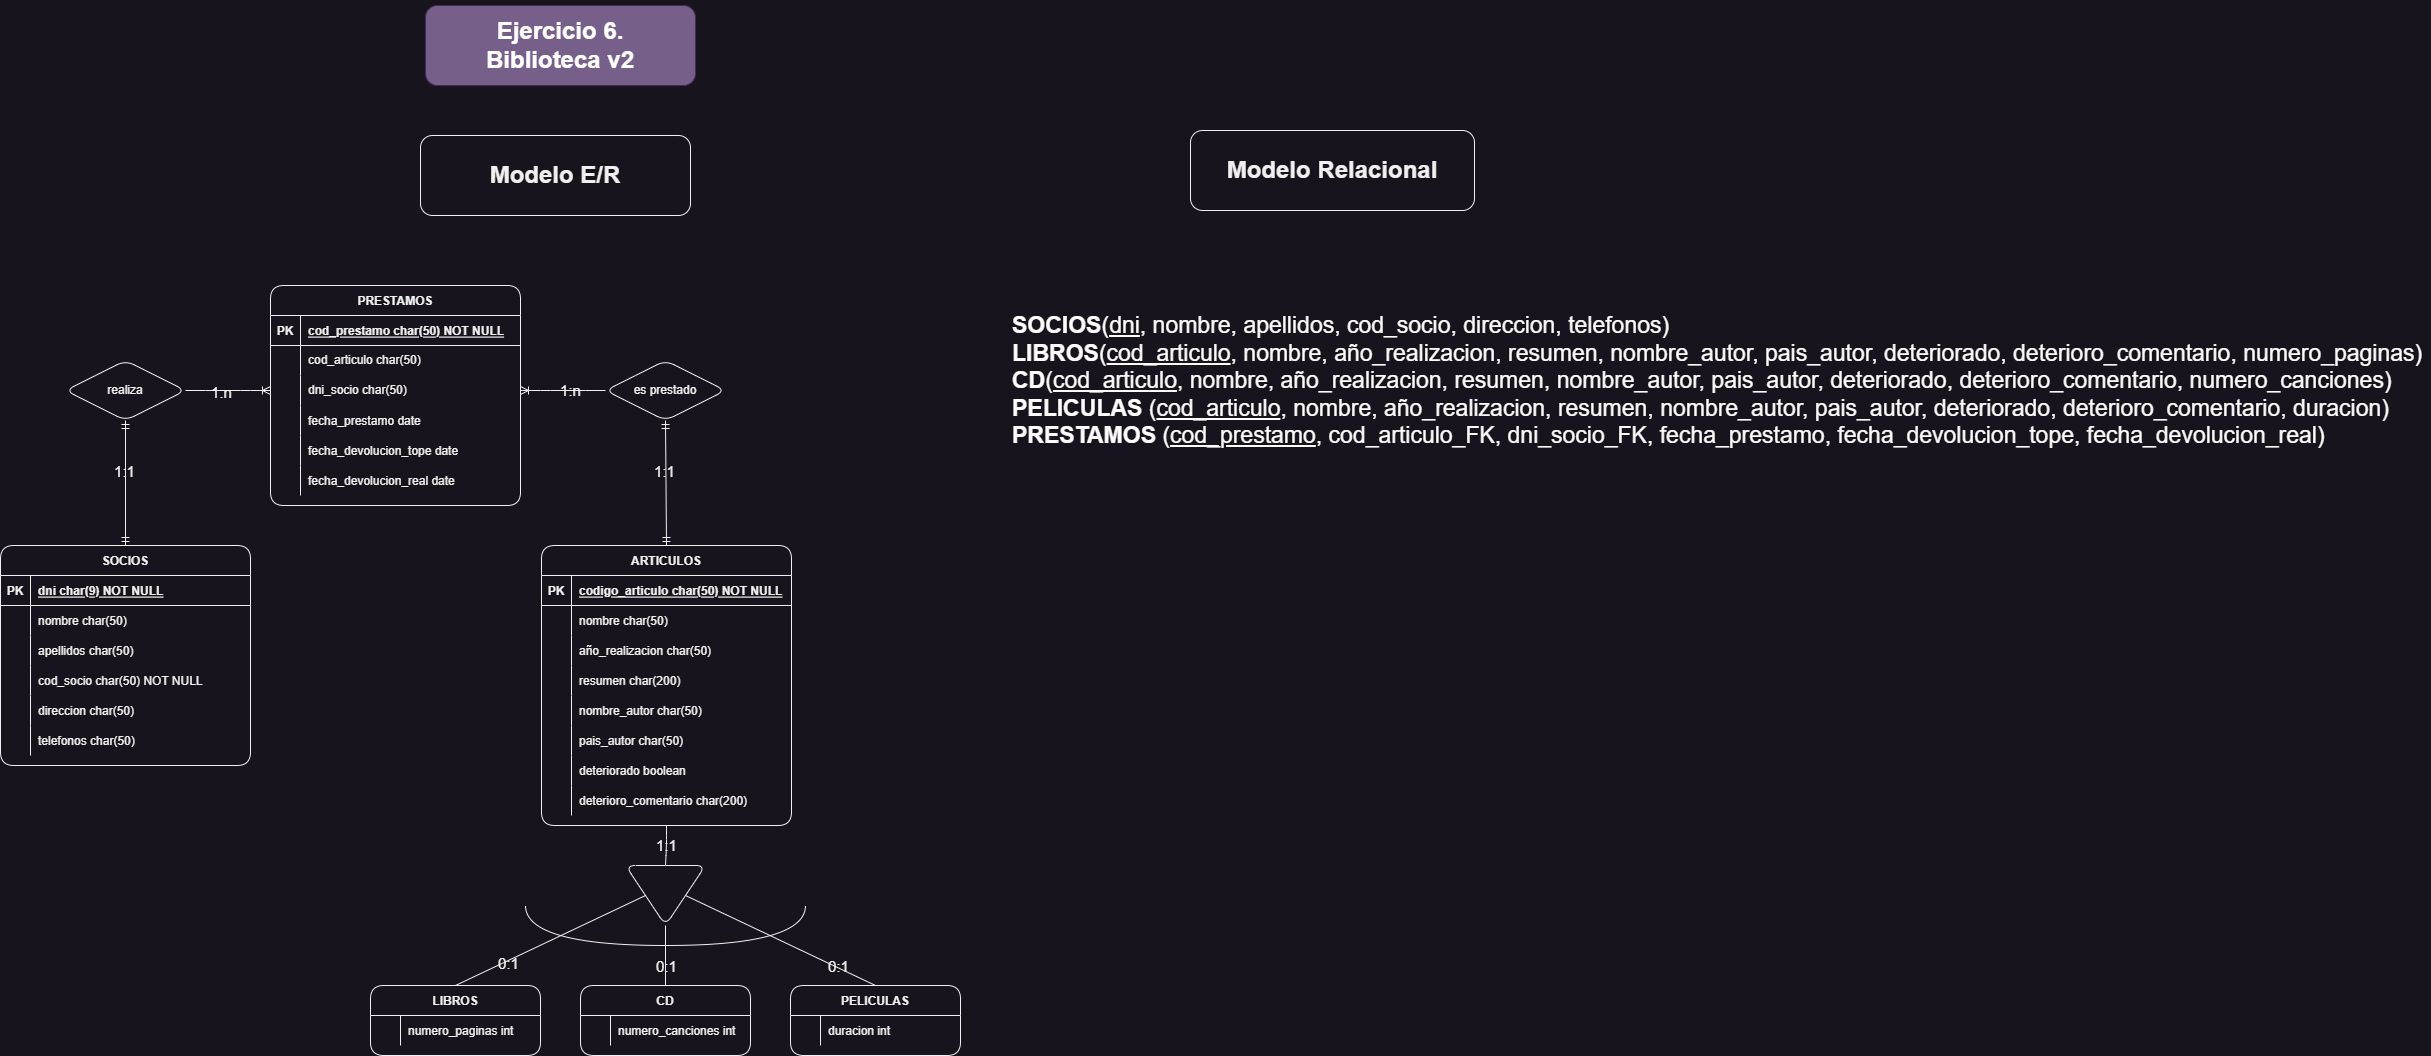 Ejercicio 6.
Biblioteca v2
Modelo E/R
Modelo Relacional
PRESTAMOS
PK cod_prestamo char(50) NOT NULL
cod_articulo char(50)
dni_socio char(50)
fecha_prestamo date
fecha_devolucion_tope date
fecha_devolucion_real date
realiza
1:n
1:n
es prestado
1:1
1:1
SOCIOS
PK dni char(9) NOT NULL
nombre char(50)
apellidos char(50)
cod_socio char(50) NOT NULL
direccion char(50)
telefonos char(50)
ARTICULOS
PK codigo_articulo char(50) NOT NULL
nombre char(50)
año_realizacion char(50)
resumen char(200)
nombre_autor char(50)
pais_autor char(50)
deteriorado boolean
deterioro_comentario char(200)
1:1
0:1
0:1
0:1
LIBROS
numero_paginas int
CD
numero_canciones int
PELICULAS
duracion int
SOCIOS(dni, nombre, apellidos, cod_socio, direccion, telefonos)
LIBROS(cod_articulo, nombre, año_realizacion, resumen, nombre_autor, pais_autor, deteriorado, deterioro_comentario, numero_paginas)
CD(cod_articulo, nombre, año_realizacion, resumen, nombre_autor, pais_autor, deteriorado, deterioro_comentario, numero_canciones)
PELICULAS (cod_articulo, nombre, año_realizacion, resumen, nombre_autor, pais_autor, deteriorado, deterioro_comentario, duracion)
PRESTAMOS (cod_prestamo, cod_articulo_FK, dni_socio_FK, fecha_prestamo, fecha_devolucion_tope, fecha_devolucion_real)